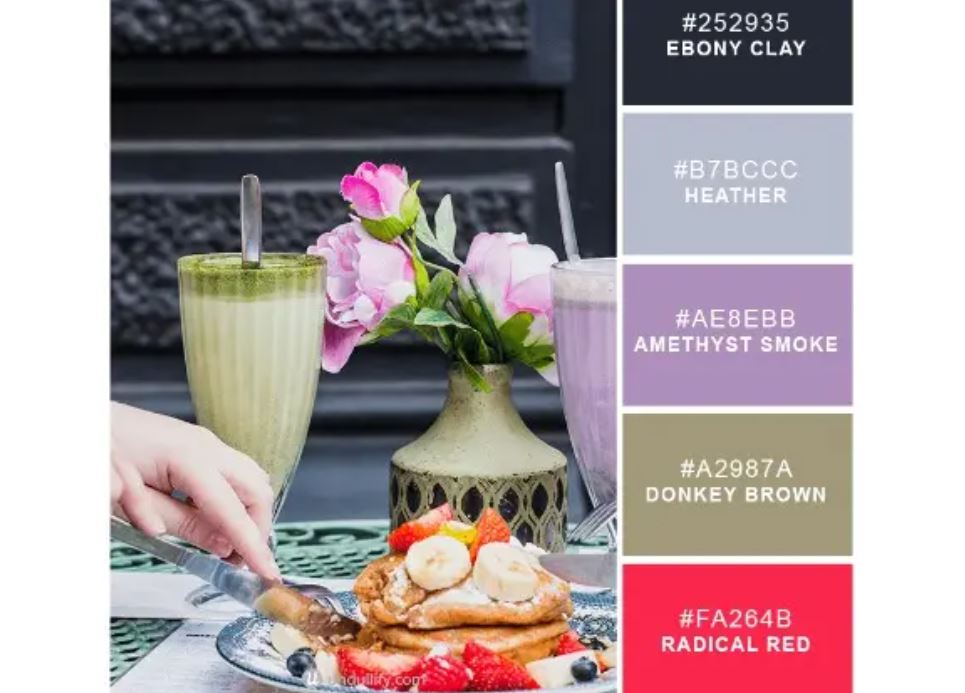 #252935
EBONY CLAY
#B7BCCC
HEATHER
#AE8EBB
AMETHYST SMOKE
#A2987A
DONKEY BROWN
#FA264B
RADICAL RED